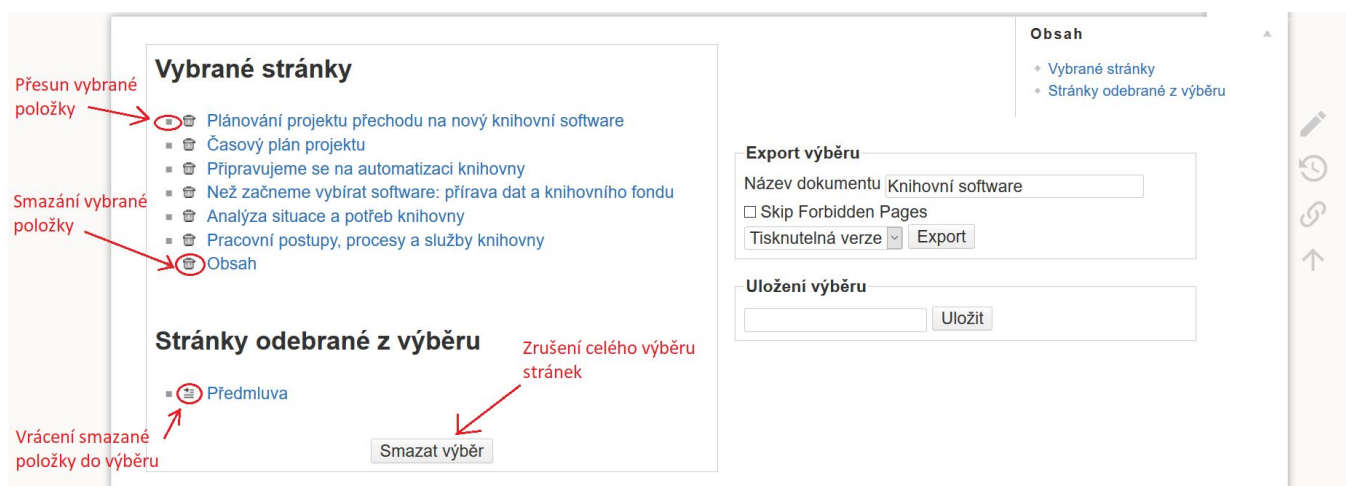 Obsah
Vybrané stránky
Stránky odebrané z výběru
Vybrané stránky
Přesun vybrané
položky
Plánování projektu přechodu na nový knihovní software
Časový plán projektu
Připravujeme se na automatizaci knihovny
Než začneme vybírat software: přírava dat a knihovního fondu
Analýza situace a potřeb knihovny
Pracovní postupy, procesy a služby knihovny
Obsah
Smazání vybrané
položky
Stránky odebrané z výběru
Předmluva
Zrušení celého výběru
stránek
Vrácení smazané
položky do výběru
Smazat výběr
Export výběru
Název dokumentu Knihovní software
Skip Forbidden Pages
Tisknutelná verze Export
Uložení výběru
Uložit